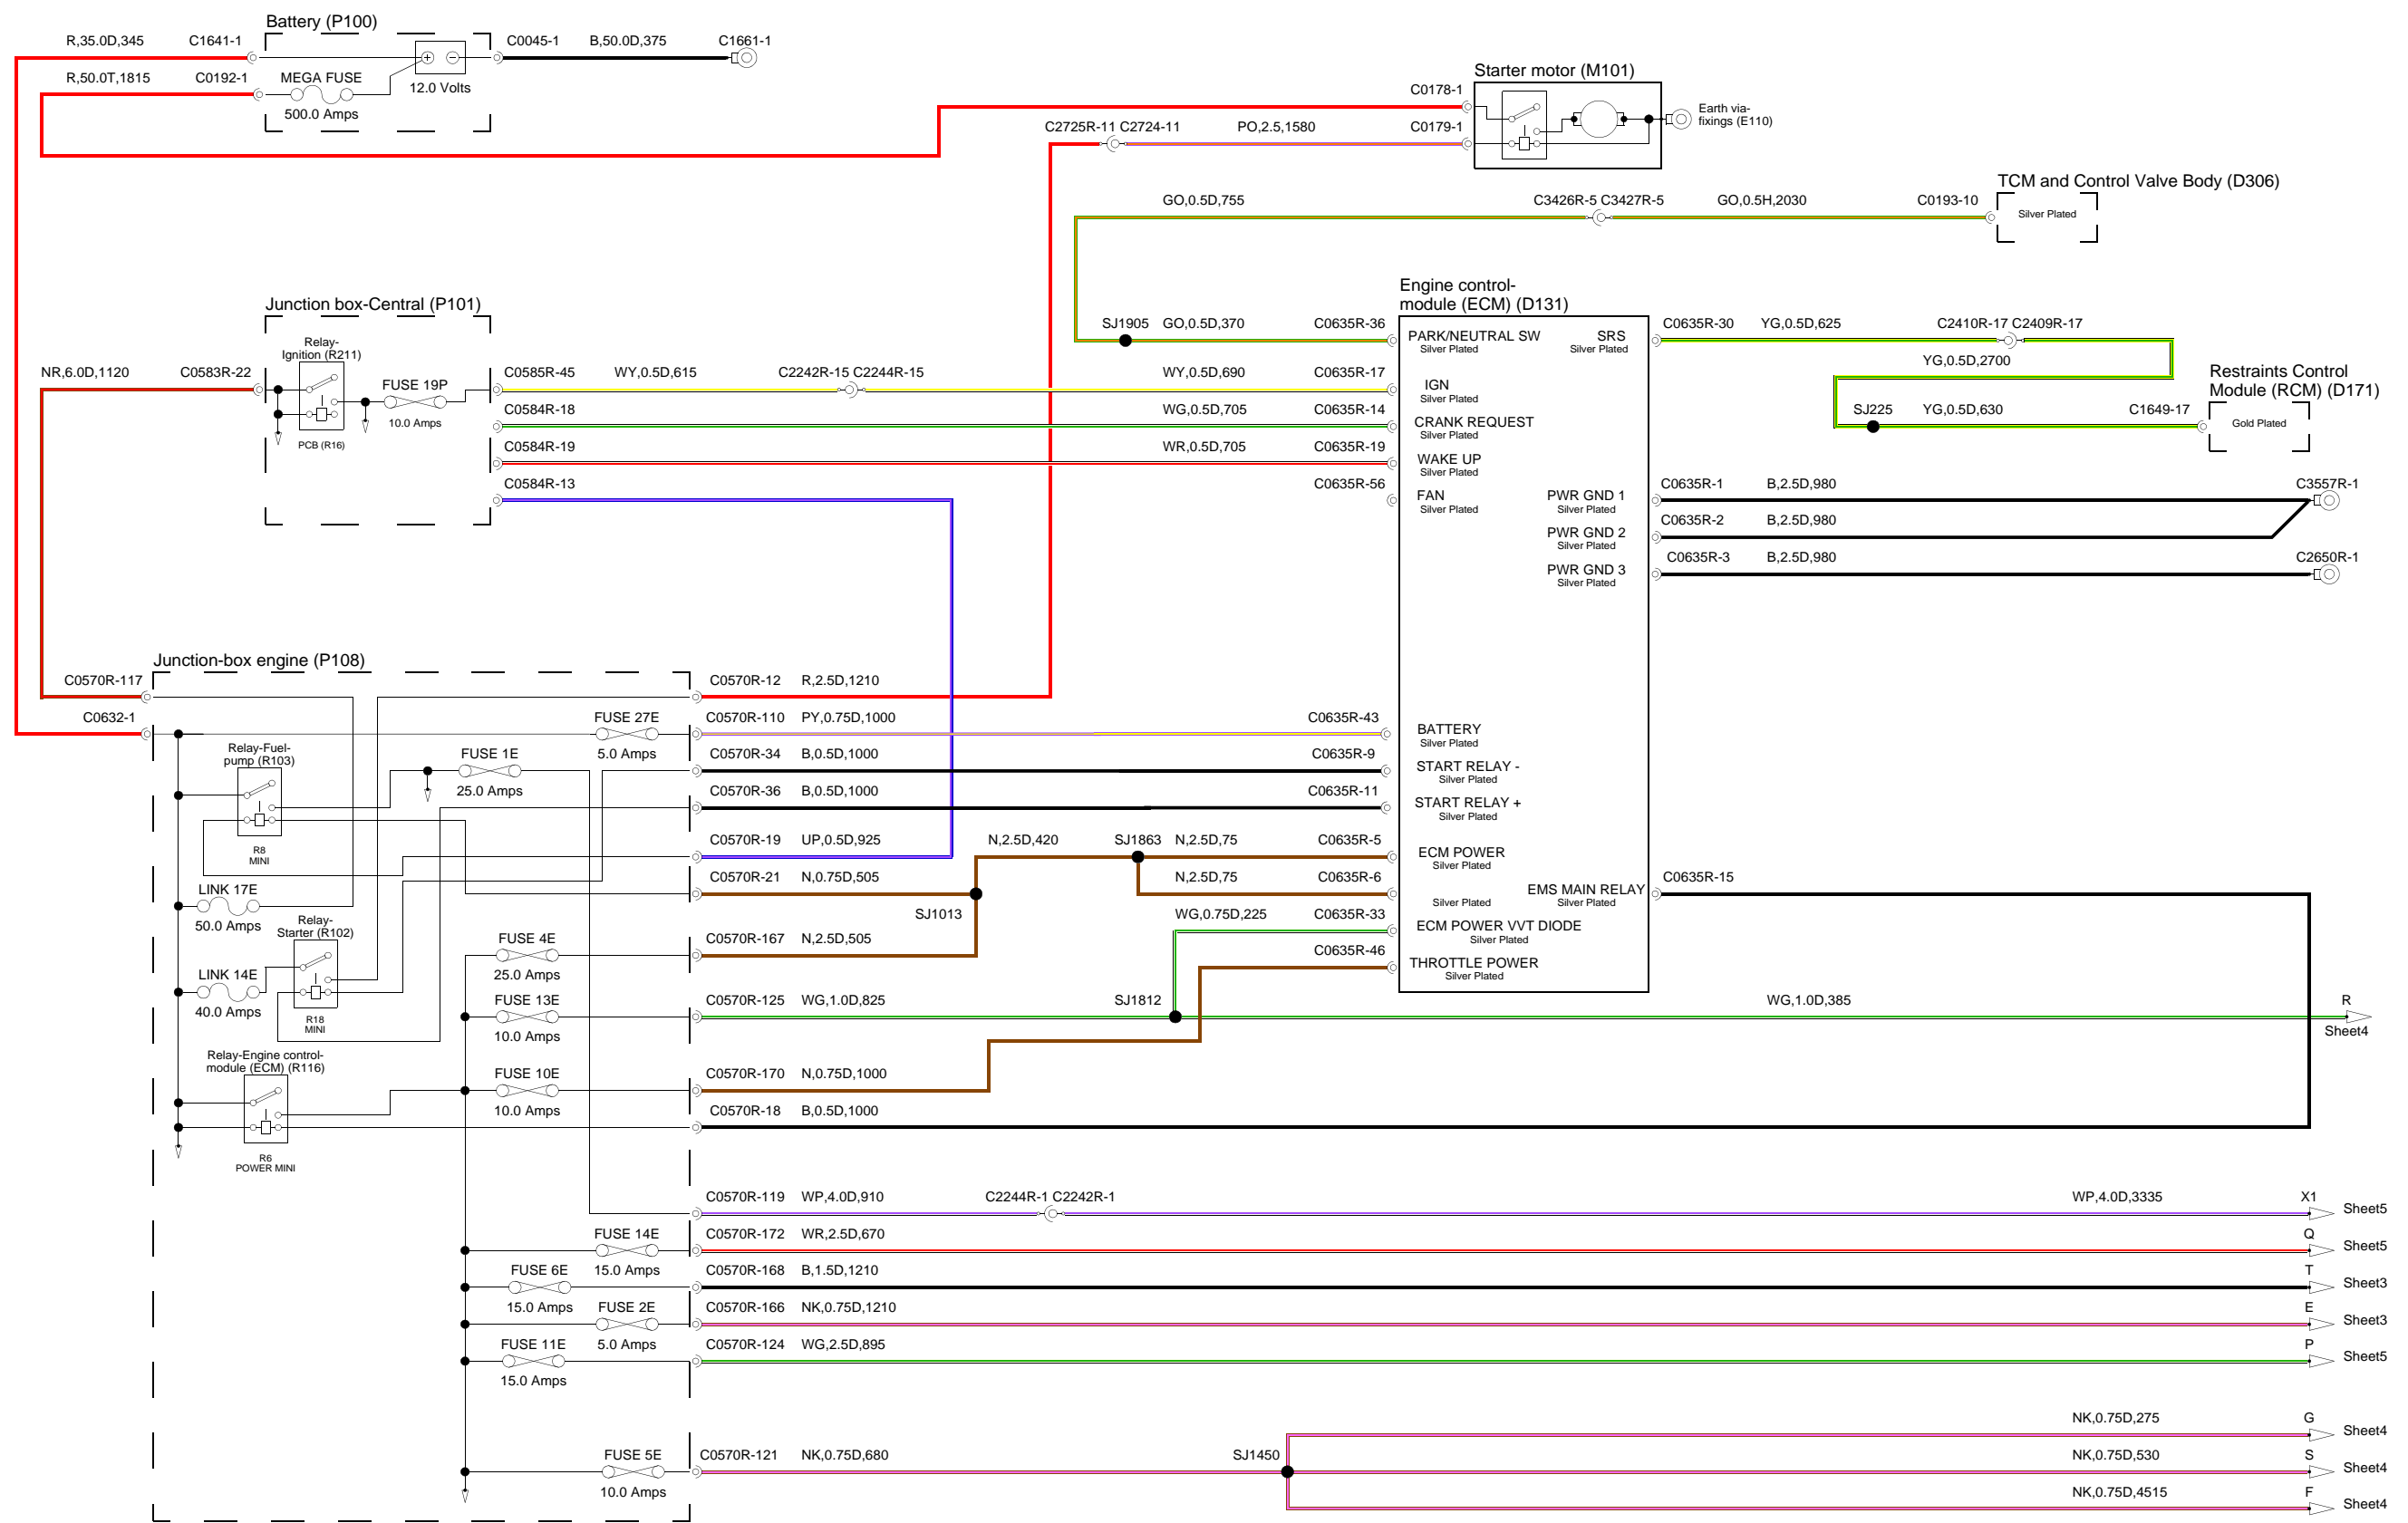 Battery (P100)
R,35.0D,345 C1641-1 C0045-1 B,50.0D,375 C1661-1
R,50.0T,1815 C0192-1 MEGA FUSE
12.0 Volts
500.0 Amps
Starter motor (M101)
C0178-1
Earth via-
fixings (E110)
C2725R-11 C2724-11 PO,2.5,1580 C0179-1
TCM and Control Valve Body (D306)
GO,0.5D,755 C3426R-5 C3427R-5 GO,0.5H,2030 C0193-10
Silver Plated
Engine control-
module (ECM) (D131)
Junction box-Central (P101)
SJ1905 GO,0.5D,370 C0635R-36 C0635R-30 YG,0.5D,625 C2410R-17 C2409R-17
PARK/NEUTRAL SW SRS
Silver Plated Silver Plated
Relay-
Ignition (R211)
YG,0.5D,2700
Restraints Control
Module (RCM) (D171)
NR,6.0D,1120 C0583R-22 FUSE 19P C0585R-45 WY,0.5D,615 C2242R-15 C2244R-15 WY,0.5D,690 C0635R-17
IGN
Silver Plated
10.0 Amps
PCB (R16)
C0584R-18 WG,0.5D,705 C0635R-14 SJ225 YG,0.5D,630 C1649-17
CRANK REQUEST
Silver Plated
Gold Plated
C0584R-19 WR,0.5D,705 C0635R-19
WAKE UP
Silver Plated
C0584R-13 C0635R-56 C0635R-1 B,2.5D,980 C3557R-1
FAN PWR GND 1
Silver Plated Silver Plated
C0635R-2 B,2.5D,980
PWR GND 2
Silver Plated
C0635R-3 B,2.5D,980 C2650R-1
PWR GND 3
Silver Plated
Junction-box engine (P108)
C0570R-117 C0570R-12 R,2.5D,1210
C0632-1 FUSE 27E C0570R-110 PY,0.75D,1000 C0635R-43
BATTERY
Silver Plated
5.0 Amps
Relay-Fuel-
pump (R103)
FUSE 1E C0570R-34 B,0.5D,1000 C0635R-9
START RELAY -
Silver Plated
25.0 Amps
C0570R-36 B,0.5D,1000 C0635R-11
START RELAY +
Silver Plated
R8
MINI
C0570R-19 UP,0.5D,925 N,2.5D,420 SJ1863 N,2.5D,75 C0635R-5
ECM POWER
Silver Plated
LINK 17E C0570R-21 N,0.75D,505 N,2.5D,75 C0635R-6 C0635R-15
EMS MAIN RELAY
Silver Plated Silver Plated
50.0 Amps
SJ1013 WG,0.75D,225 C0635R-33
ECM POWER VVT DIODE
Silver Plated
Relay-
Starter (R102)
FUSE 4E C0570R-167 N,2.5D,505 C0635R-46
THROTTLE POWER
Silver Plated
25.0 Amps
LINK 14E
40.0 Amps
R18
MINI
FUSE 13E C0570R-125 WG,1.0D,825 SJ1812 WG,1.0D,385 R
Sheet4
10.0 Amps
Relay-Engine control-
module (ECM) (R116)
FUSE 10E C0570R-170 N,0.75D,1000
10.0 Amps
C0570R-18 B,0.5D,1000
R6
POWER MINI
C0570R-119 WP,4.0D,910 C2244R-1 C2242R-1 WP,4.0D,3335 X1
Sheet5
FUSE 14E C0570R-172 WR,2.5D,670 Q
Sheet5
15.0 Amps
FUSE 6E C0570R-168 B,1.5D,1210 T
Sheet3
15.0 Amps
FUSE 2E C0570R-166 NK,0.75D,1210 E
Sheet3
5.0 Amps
FUSE 11E C0570R-124 WG,2.5D,895 P
Sheet5
15.0 Amps
NK,0.75D,275 G
Sheet4
FUSE 5E C0570R-121 NK,0.75D,680 SJ1450 NK,0.75D,530 S
Sheet4
10.0 Amps
NK,0.75D,4515 F
Sheet4